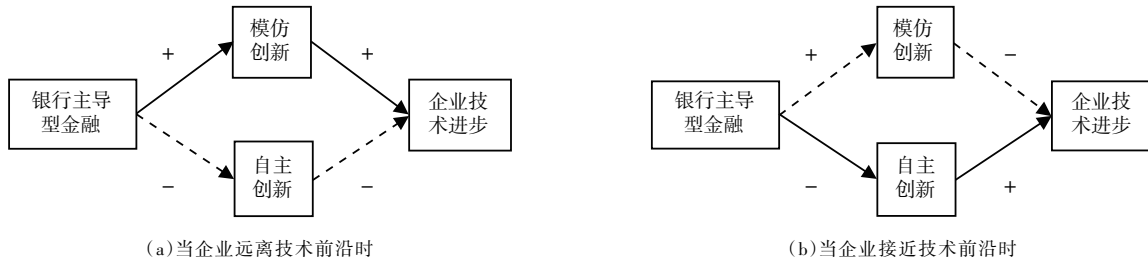 模仿
创新
+
+
银行主导
型金融
企业技
术进步
自主
创新
−
−
(a)当企业远离技术前沿时
模仿
创新
+
−
银行主导
型金融
企业技
术进步
自主
创新
−
+
(b)当企业接近技术前沿时